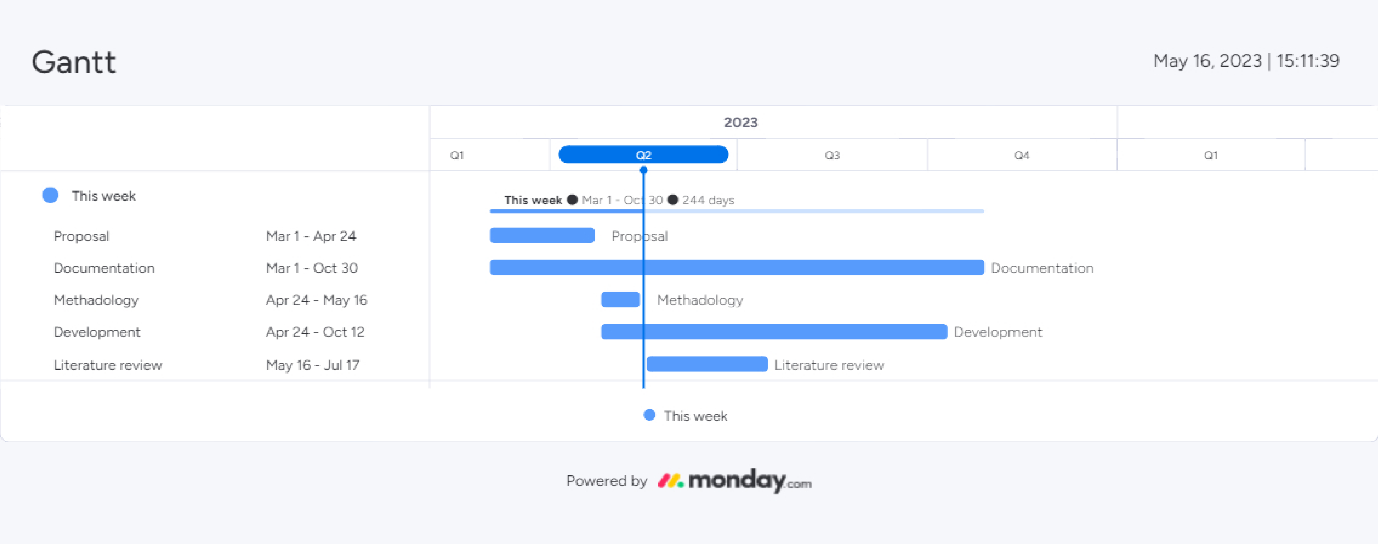 Gantt
May 16, 2023 | 15:11:39
2023
Q1 Q2 Q3 Q4 Q1
This week
This week ● Mar 1 - Oct 30 ● 244 days
Proposal Mar 1 - Apr 24 Proposal
Documentation Mar 1 - Oct 30 Documentation
Methadology Apr 24 - May 16 Methadology
Development Apr 24 - Oct 12 Development
Literature review May 16 - Jul 17 Literature review
This week
Powered by monday.com